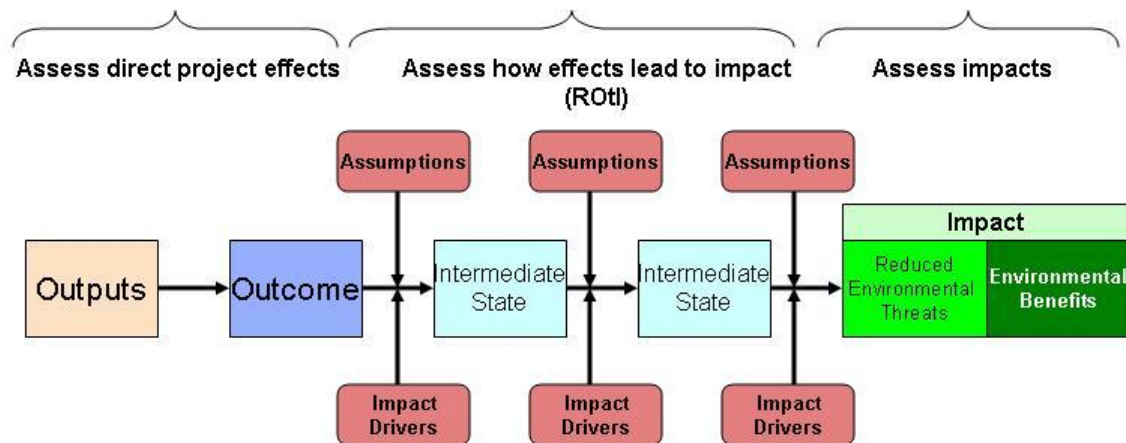 Assess direct project effects
Assess how effects lead to impact
(ROtI)
Assess impacts
Assumptions
Assumptions
Assumptions
Outputs
Outcome
Intermediate
State
Intermediate
State
Impact
Reduced
Environmental
Threats
Environmental
Benefits
Impact
Drivers
Impact
Drivers
Impact
Drivers